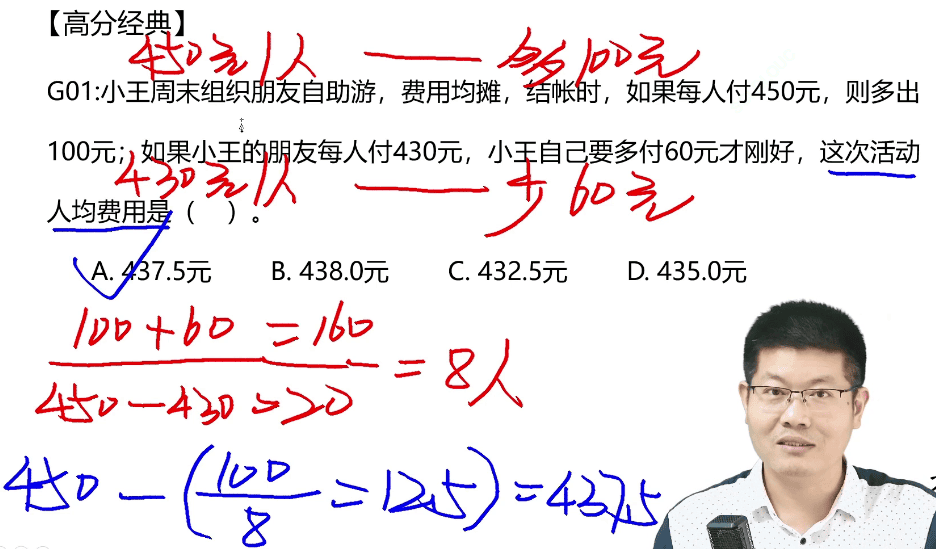 【高分经典】
450元/人 —— 多100元
G01:小王周末组织朋友自助游，费用均摊，结帐时，如果每人付450元，则多出
100元；如果小王的朋友每人付430元，小王自己要多付60元才刚好，这次活动
430元/人 —— 少60元
人均费用是（ ）。
A. 437.5元 B. 438.0元 C. 432.5元 D. 435.0元
100+60=160
450-430=20
=8人
450-(100/8=12.5)=437.5